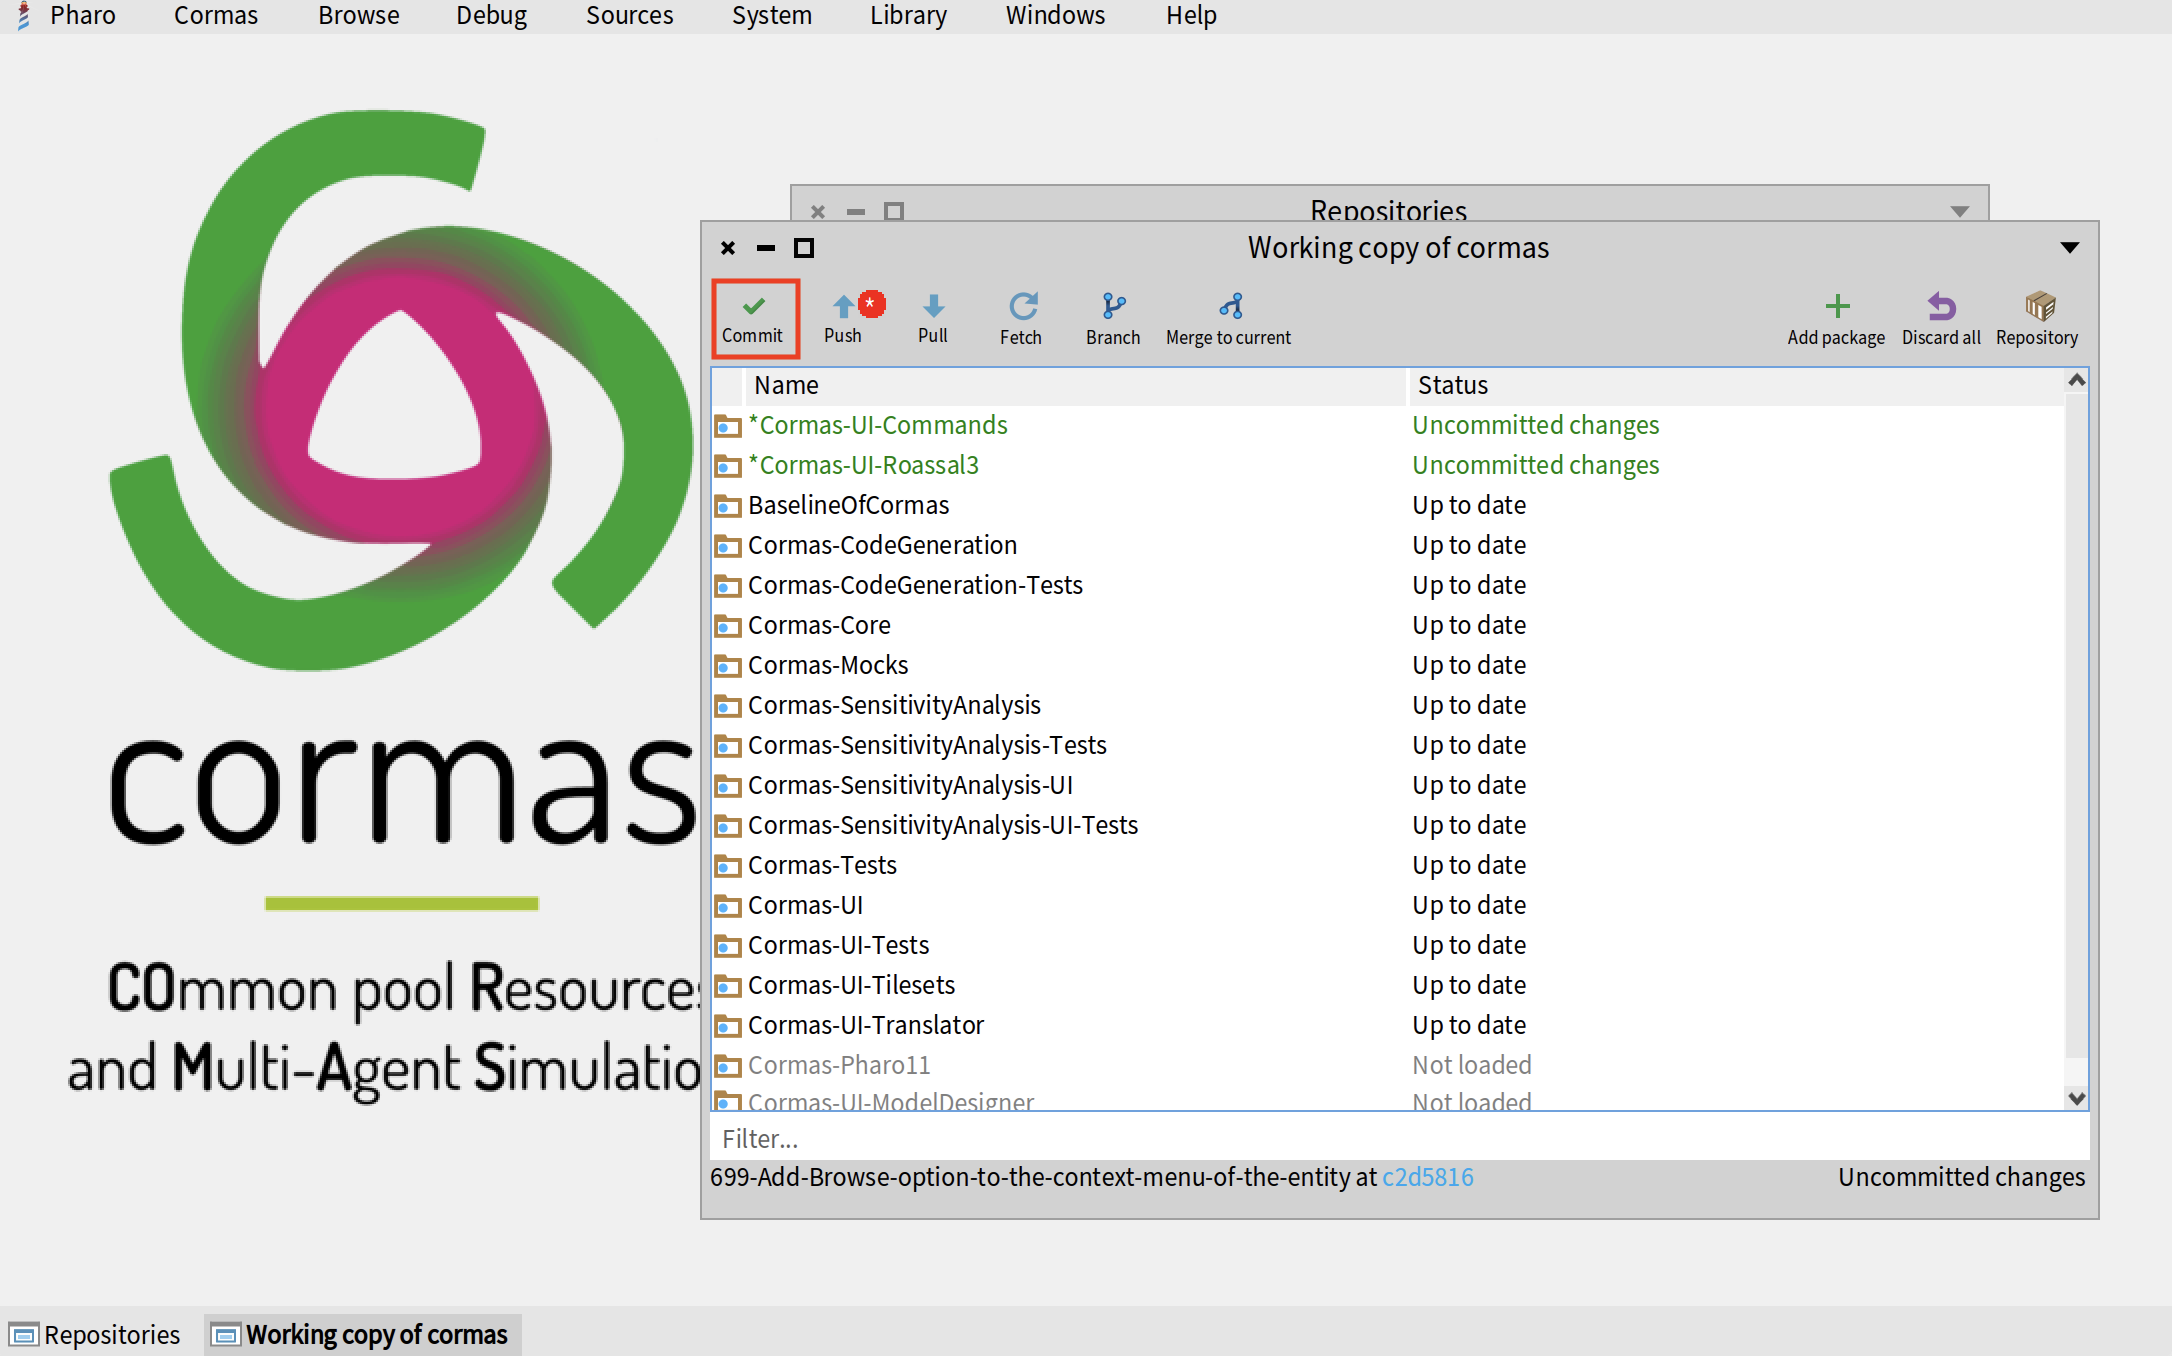 Pharo Cormas Browse Debug Sources System Library Windows Help
cormas
COmmon pool Resources
and Multi-Agent Simulatio
Repositories
Working copy of cormas
Commit Push * Pull Fetch Branch Merge to current Add package Discard all Repository
Name Status
*Cormas-UI-Commands Uncommitted changes
*Cormas-UI-Roassal3 Uncommitted changes
BaselineOfCormas Up to date
Cormas-CodeGeneration Up to date
Cormas-CodeGeneration-Tests Up to date
Cormas-Core Up to date
Cormas-Mocks Up to date
Cormas-SensitivityAnalysis Up to date
Cormas-SensitivityAnalysis-Tests Up to date
Cormas-SensitivityAnalysis-UI Up to date
Cormas-SensitivityAnalysis-UI-Tests Up to date
Cormas-Tests Up to date
Cormas-UI Up to date
Cormas-UI-Tests Up to date
Cormas-UI-Tilesets Up to date
Cormas-UI-Translator Up to date
Cormas-Pharo11 Not loaded
Cormas-UI-ModelDesigner Not loaded
Filter...
699-Add-Browse-option-to-the-context-menu-of-the-entity at c2d5816 Uncommitted changes
Repositories Working copy of cormas